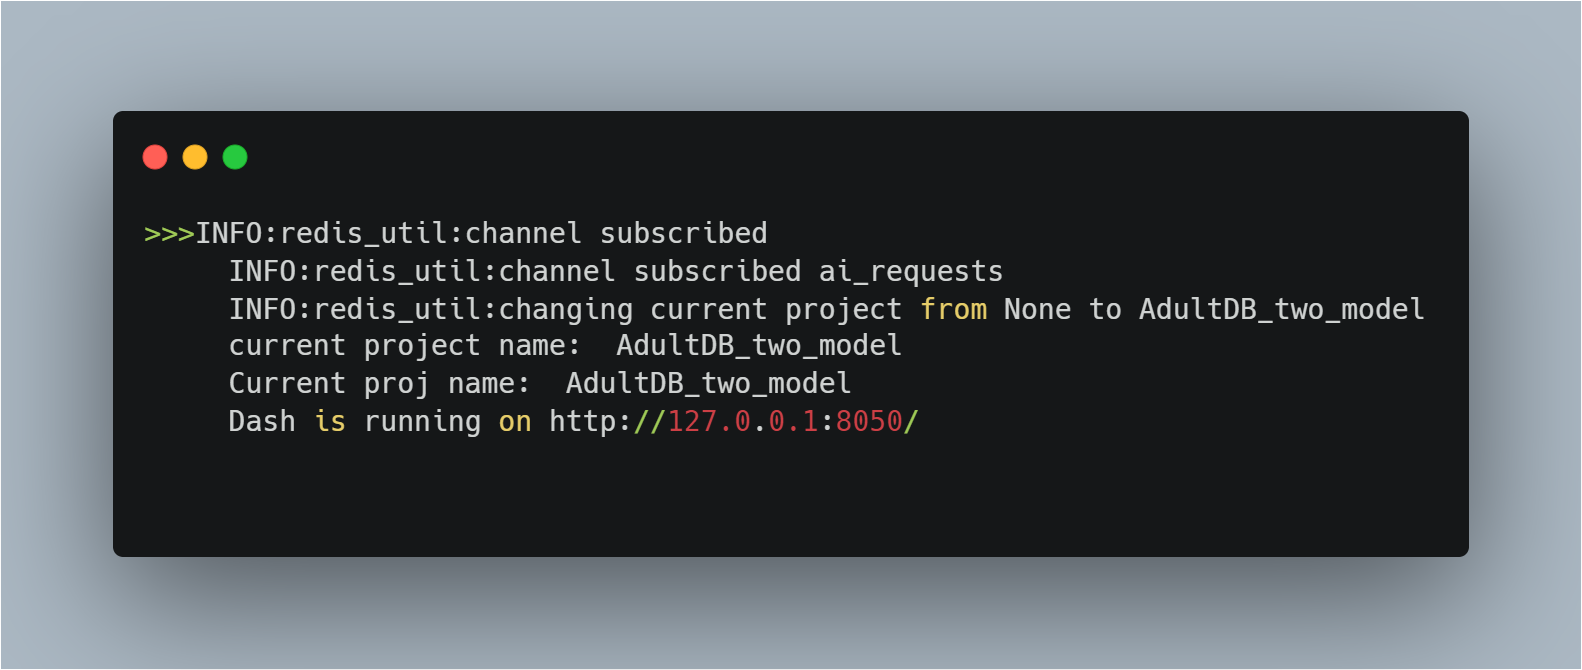 >>>INFO:redis_util:channel subscribed
INFO:redis_util:channel subscribed ai_requests
INFO:redis_util:changing current project from None to AdultDB_two_model
current project name:  AdultDB_two_model
Current proj name:  AdultDB_two_model
Dash is running on http://127.0.0.1:8050/